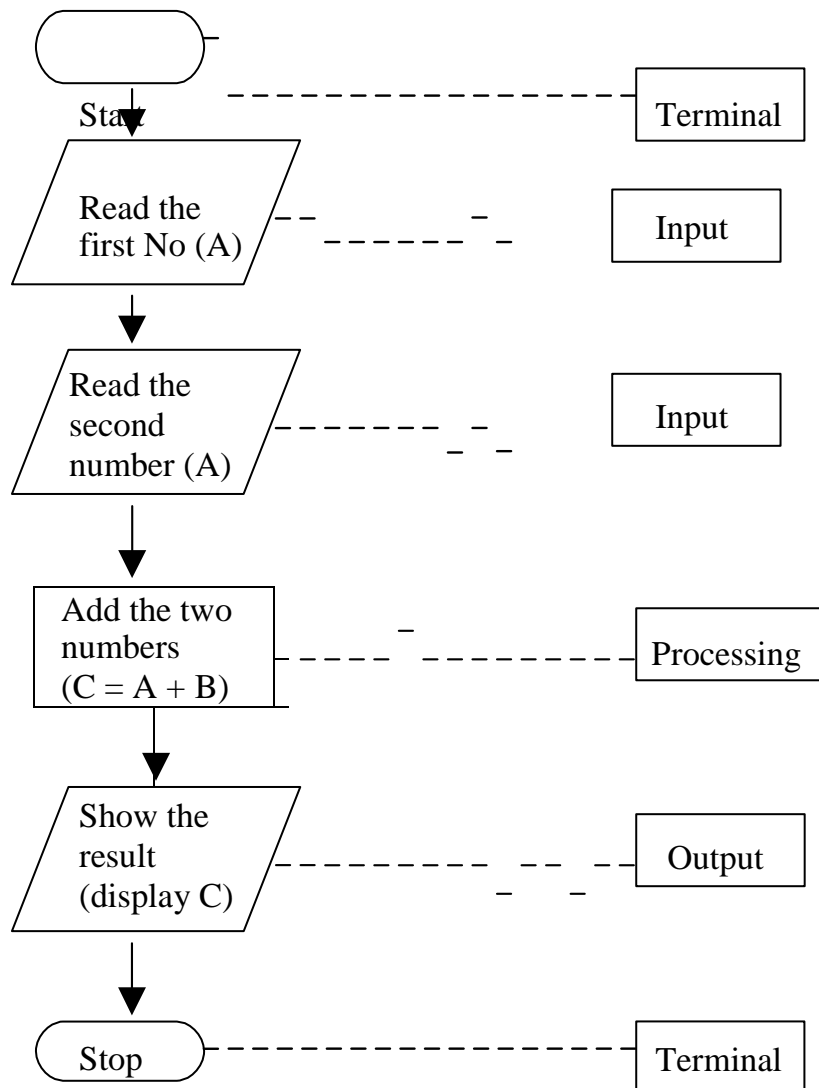 Start
Terminal
Read the
first No (A)
Input
Read the
second
number (A)
Input
Add the two
numbers
(C = A + B)
Processing
Show the
result
(display C)
Output
Stop
Terminal